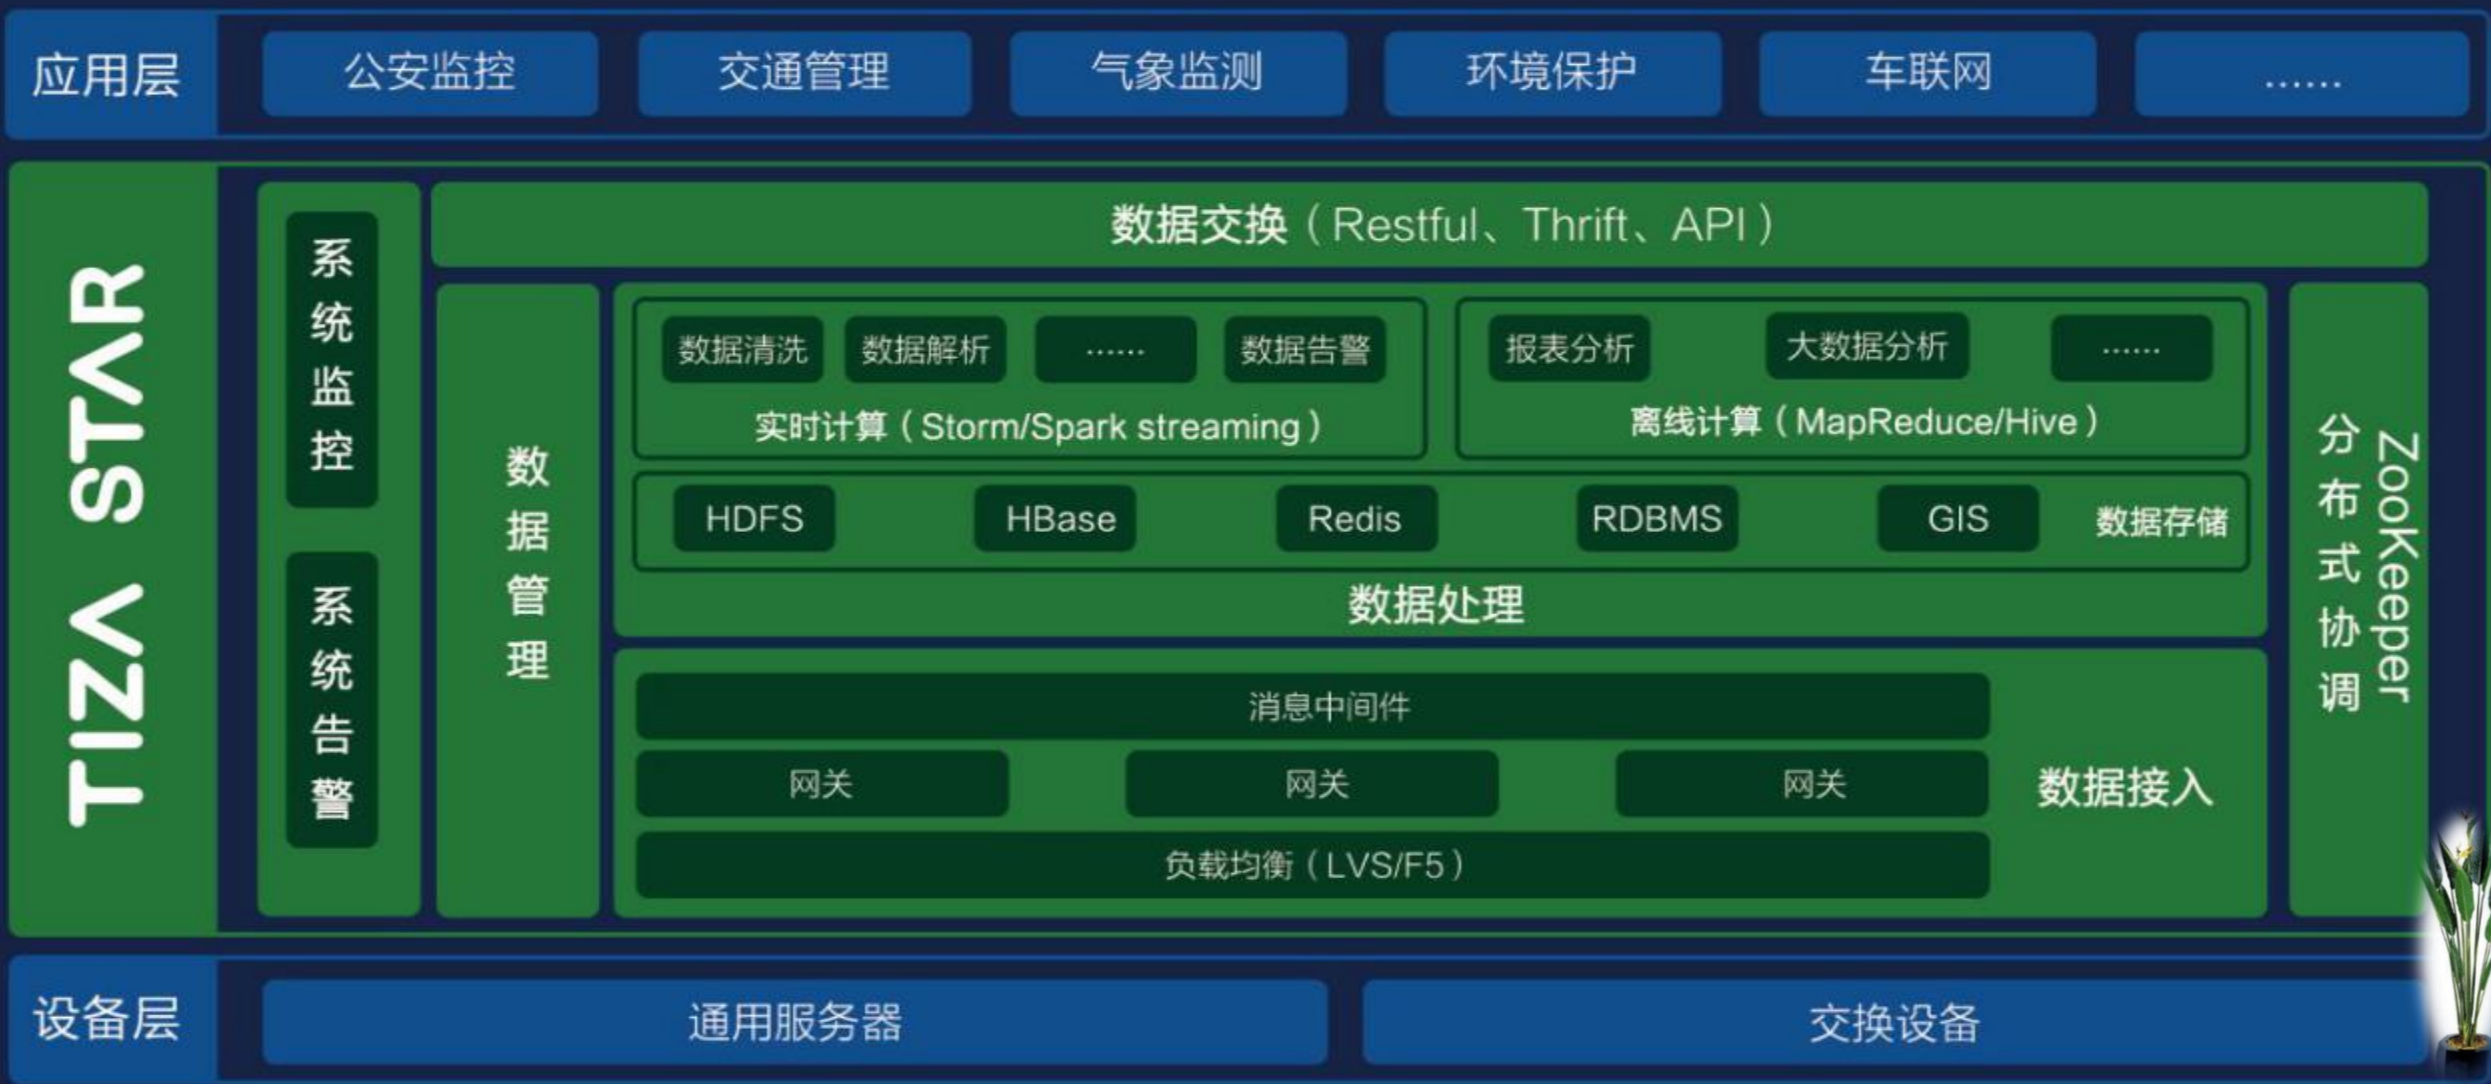 应用层
公安监控
交通管理
气象监测
环境保护
车联网
......
TIZA STAR
系统监控
系统告警
数据交换（Restful、Thrift、API）
数据管理
数据清洗
数据解析
......
数据告警
实时计算（Storm/Spark streaming）
报表分析
大数据分析
......
离线计算（MapReduce/Hive）
HDFS
HBase
Redis
RDBMS
GIS
数据存储
数据处理
消息中间件
网关
网关
网关
负载均衡（LVS/F5）
数据接入
分布式协调
ZooKeeper
设备层
通用服务器
交换设备